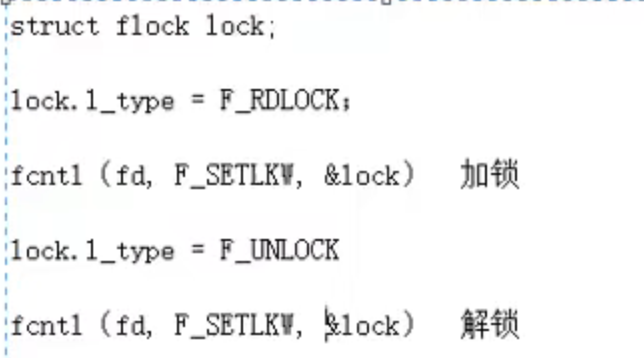 struct flock lock;
lock.l_type = F_RDLOCK;
fcntl (fd, F_SETLKW, &lock) 加锁
lock.l_type = F_UNLOCK
fcntl (fd, F_SETLKW, &lock) 解锁